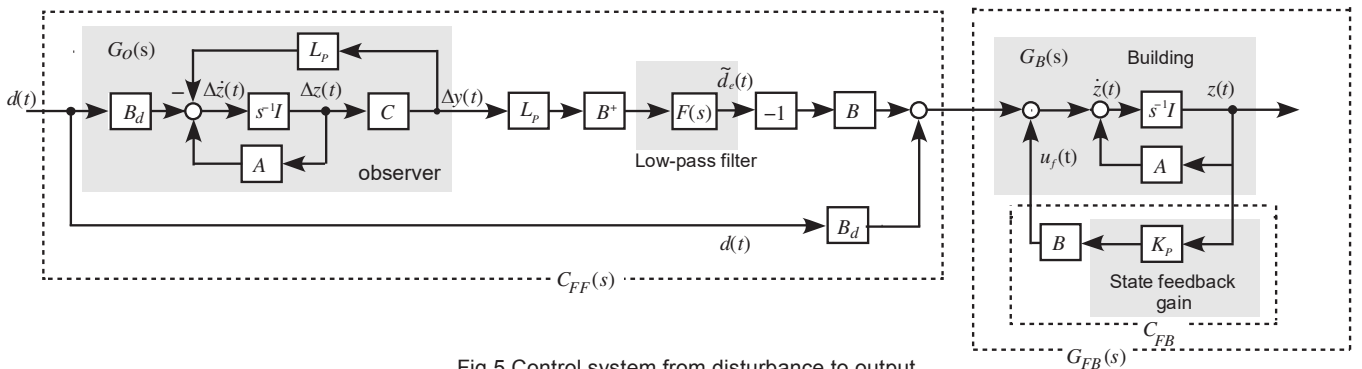 G_O(s)
L_P
d(t)
B_d
−
Δż(t)
s⁻¹I
Δz(t)
C
Δy(t)
A
observer
L_P
B⁺
F(s)
Low-pass filter
d̃_e(t)
−1
B
d(t)
B_d
C_FF(s)
G_B(s)
Building
ż(t)
s⁻¹I
z(t)
u_f(t)
A
B
K_P
State feedback
gain
C_FB
G_FB(s)
Fig.5 Control system from disturbance to output